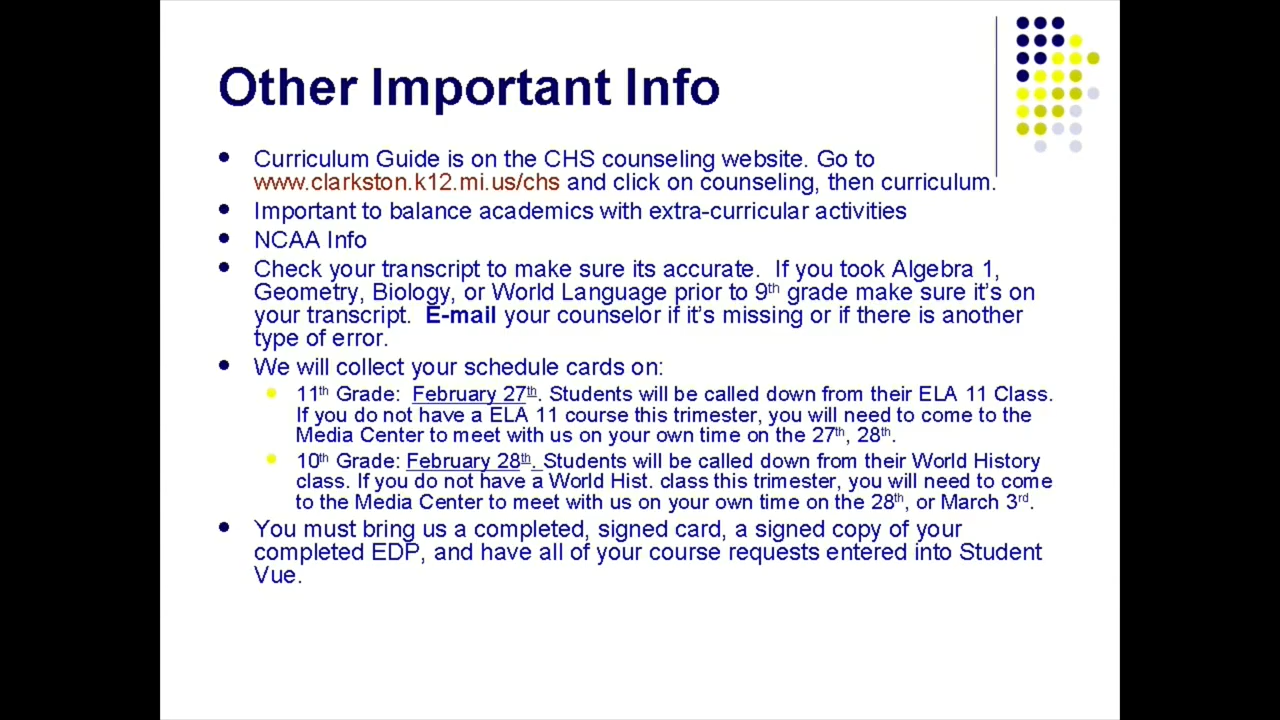 Other Important Info
Curriculum Guide is on the CHS counseling website. Go to
www.clarkston.k12.mi.us/chs and click on counseling, then curriculum.
Important to balance academics with extra-curricular activities
NCAA Info
Check your transcript to make sure its accurate.  If you took Algebra 1,
Geometry, Biology, or World Language prior to 9th grade make sure it's on
your transcript.  E-mail your counselor if it's missing or if there is another
type of error.
We will collect your schedule cards on:
11th Grade:  February 27th. Students will be called down from their ELA 11 Class.
If you do not have a ELA 11 course this trimester, you will need to come to the
Media Center to meet with us on your own time on the 27th, 28th.
10th Grade: February 28th. Students will be called down from their World History
class. If you do not have a World Hist. class this trimester, you will need to come
to the Media Center to meet with us on your own time on the 28th, or March 3rd.
You must bring us a completed, signed card, a signed copy of your
completed EDP, and have all of your course requests entered into Student
Vue.